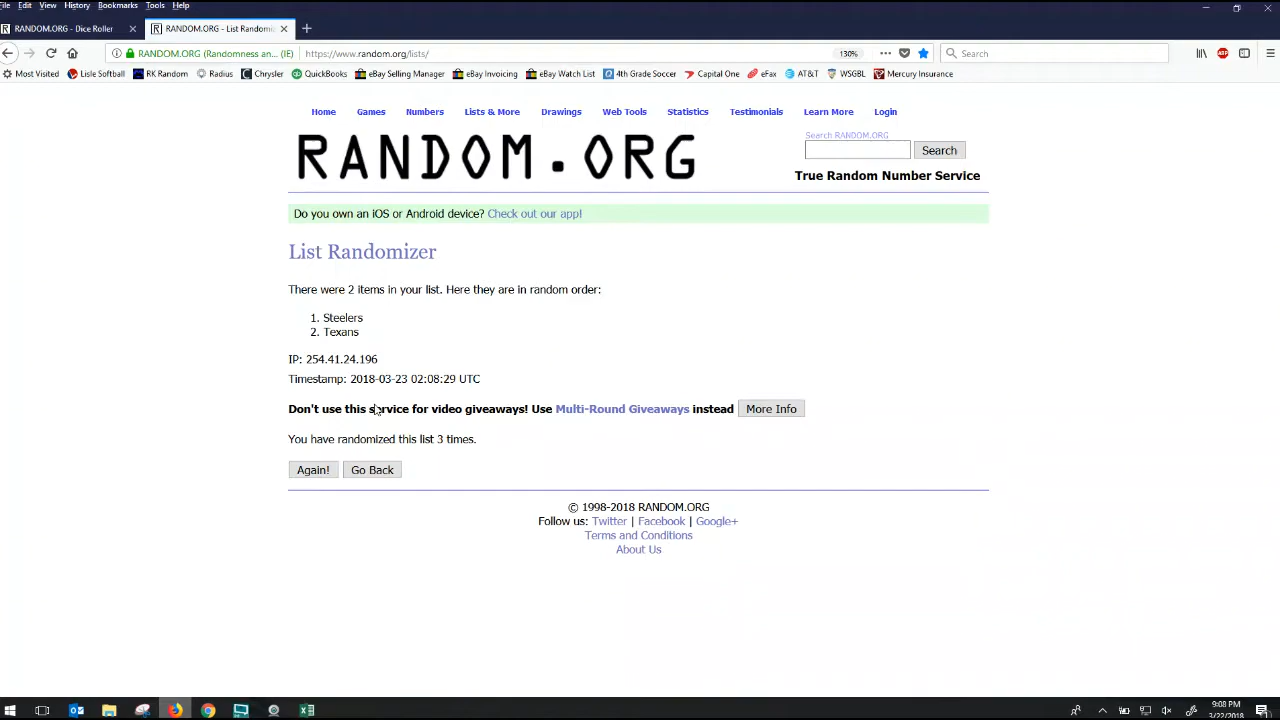 ile Edit View History Bookmarks Tools Help
RANDOM.ORG - Dice Roller
RANDOM.ORG - List Randomi
RANDOM.ORG (Randomness an... (IE) https://www.random.org/lists/ 130% Search
Most Visited Lisle Softball RK Random Radius Chrysler QuickBooks eBay Selling Manager eBay Invoicing eBay Watch List 4th Grade Soccer Capital One eFax AT&T WSGBL Mercury Insurance
Home Games Numbers Lists & More Drawings Web Tools Statistics Testimonials Learn More Login
RANDOM.ORG
Search RANDOM.ORG
Search
True Random Number Service
Do you own an iOS or Android device? Check out our app!
List Randomizer
There were 2 items in your list. Here they are in random order:
1. Steelers
2. Texans
IP: 254.41.24.196
Timestamp: 2018-03-23 02:08:29 UTC
Don't use this service for video giveaways! Use Multi-Round Giveaways instead More Info
You have randomized this list 3 times.
Again! Go Back
© 1998-2018 RANDOM.ORG
Follow us: Twitter | Facebook | Google+
Terms and Conditions
About Us
9:08 PM
3/22/2018